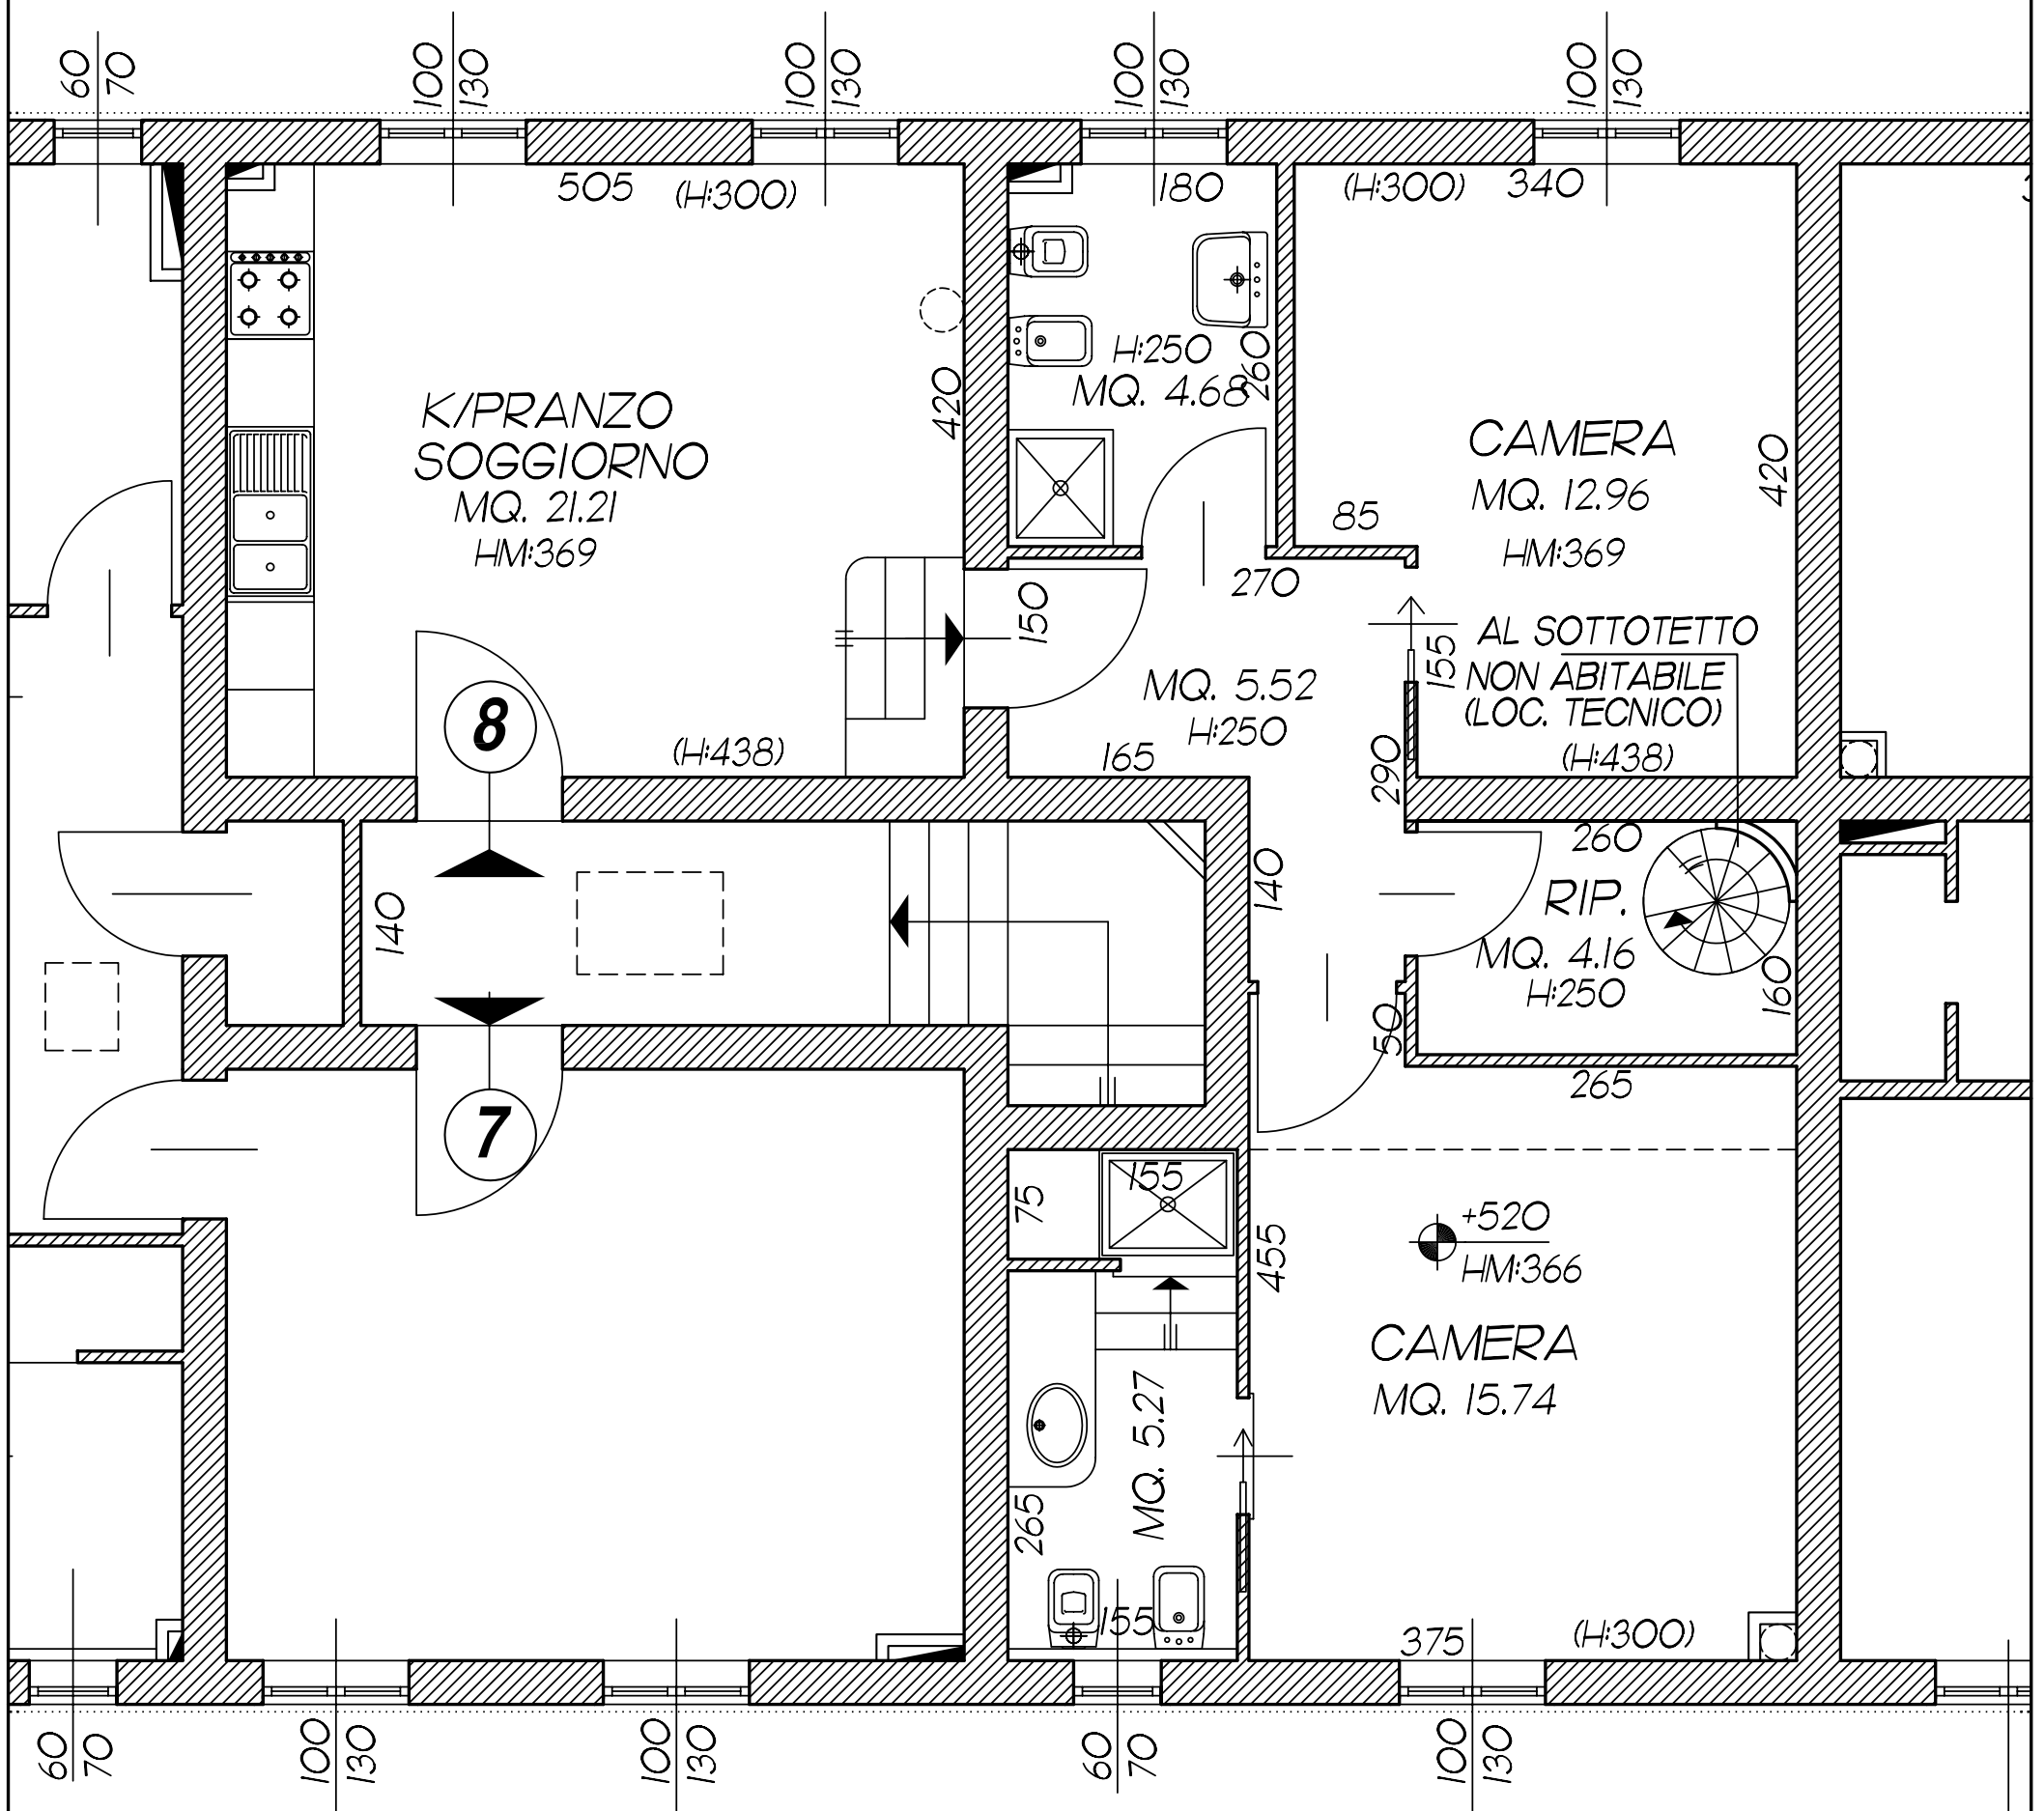 60
70
100
130
100
130
100
130
100
130
505
(H:300)
180
(H:300)
340
H:250
MQ. 4.68
260
420
K/PRANZO
SOGGIORNO
MQ. 21.21
HM:369
CAMERA
MQ. 12.96
HM:369
420
85
270
150
155
AL SOTTOTETTO
NON ABITABILE
(LOC. TECNICO)
(H:438)
MQ. 5.52
H:250
8
(H:438)
165
290
140
140
260
RIP.
MQ. 4.16
H:250
160
50
265
7
155
75
455
+520
HM:366
CAMERA
MQ. 15.74
MQ. 5.27
265
155
375
(H:300)
60
70
100
130
100
130
60
70
100
130